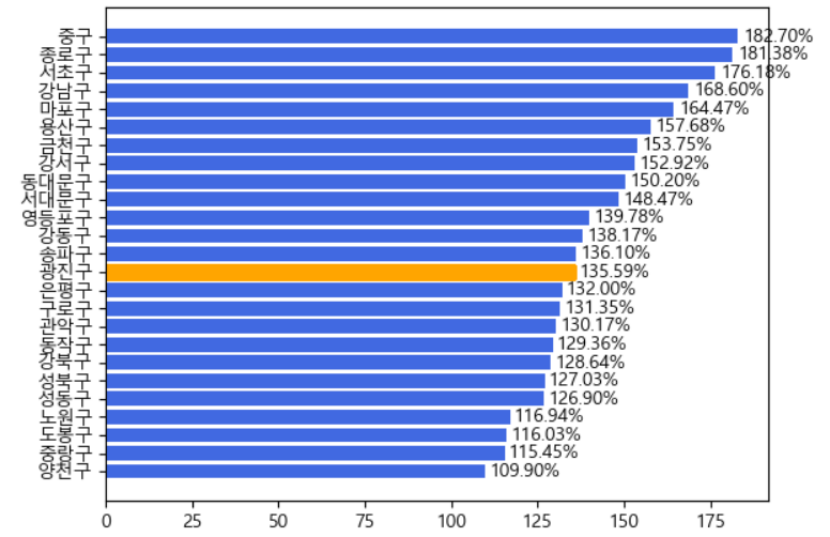 중구 182.70%
종로구 181.38%
서초구 176.18%
강남구 168.60%
마포구 164.47%
용산구 157.68%
금천구 153.75%
강서구 152.92%
동대문구 150.20%
서대문구 148.47%
영등포구 139.78%
강동구 138.17%
송파구 136.10%
광진구 135.59%
은평구 132.00%
구로구 131.35%
관악구 130.17%
동작구 129.36%
강북구 128.64%
성북구 127.03%
성동구 126.90%
노원구 116.94%
도봉구 116.03%
중랑구 115.45%
양천구 109.90%
0 25 50 75 100 125 150 175